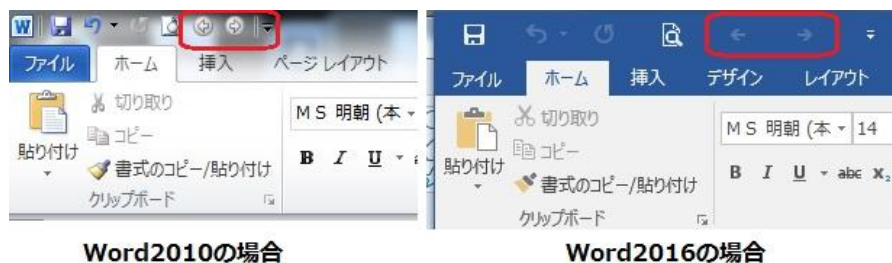 W
ファイル ホーム 挿入 ページ レイアウト
貼り付け
切り取り
コピー
書式のコピー/貼り付け
クリップボード
MS 明朝 (本
B I U
Word2010の場合
ファイル ホーム 挿入 デザイン レイアウト
貼り付け
切り取り
コピー
書式のコピー/貼り付け
クリップボード
MS 明朝 (本 14
B I U abc X₂
Word2016の場合